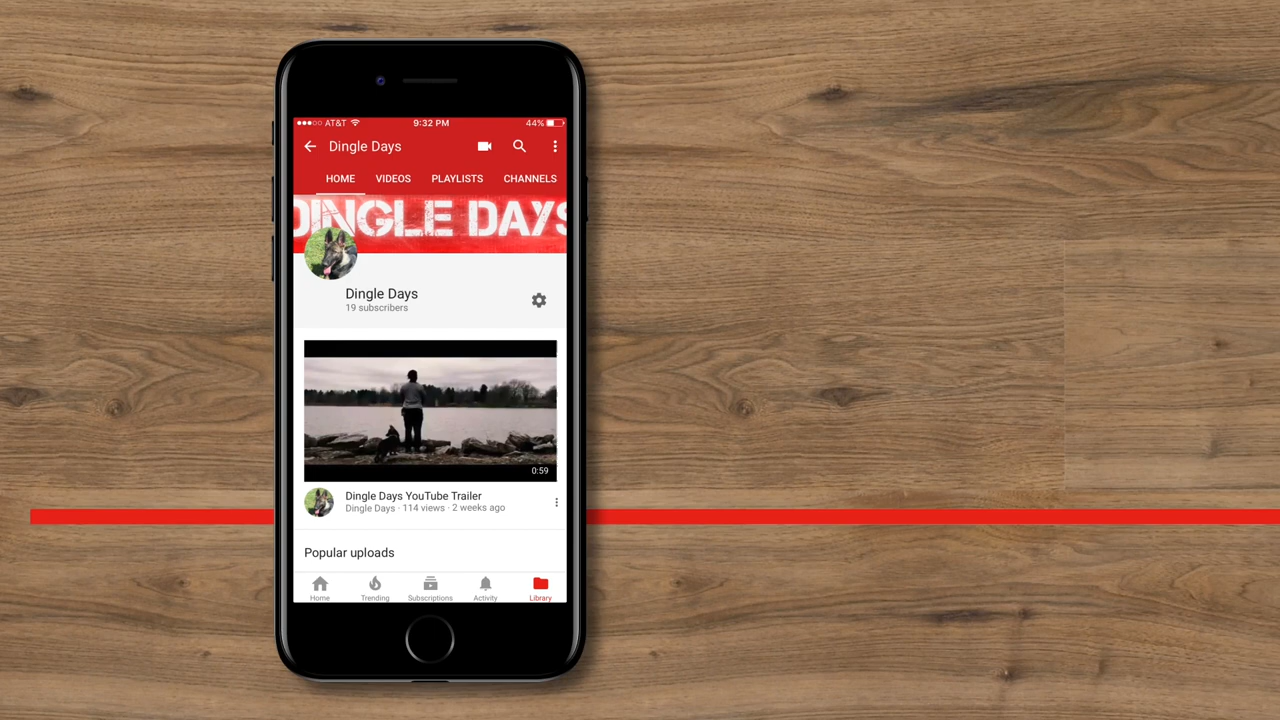 AT&T 9:32 PM 44%
Dingle Days
HOME VIDEOS PLAYLISTS CHANNELS
DINGLE DAYS
Dingle Days
19 subscribers
0:59
Dingle Days YouTube Trailer
Dingle Days · 114 views · 2 weeks ago
Popular uploads
Home Trending Subscriptions Activity Library